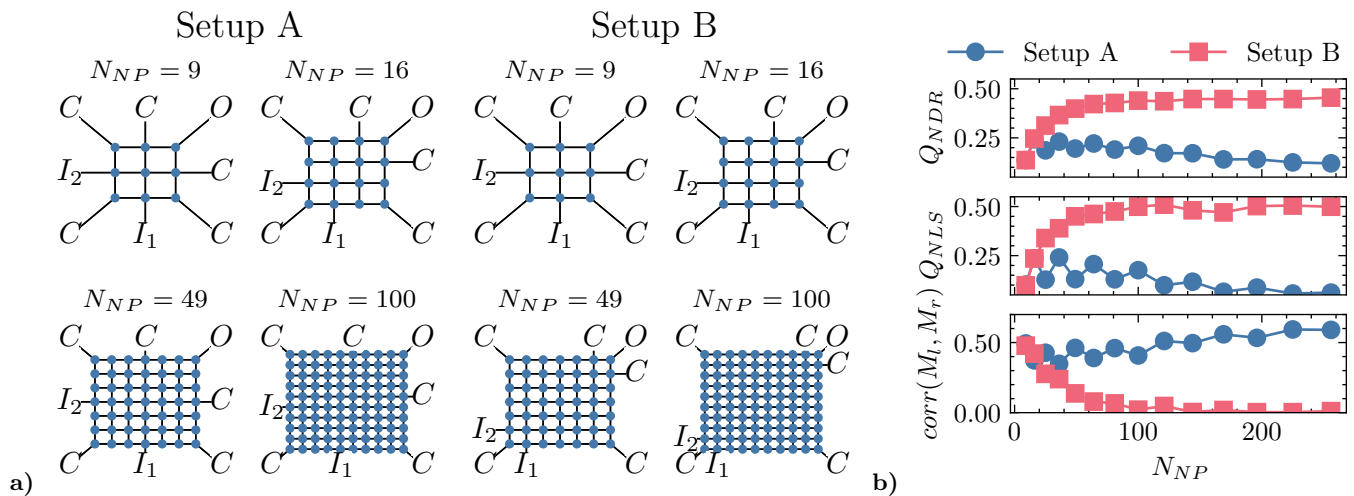 Setup A
Setup B
N_{NP} = 9
N_{NP} = 16
N_{NP} = 9
N_{NP} = 16
C C O
C C O
C C O
C C O
I_2 C
C
I_2 C
C
I_2
I_2
C I_1 C
C I_1 C
C I_1 C
C I_1 C
N_{NP} = 49
N_{NP} = 100
N_{NP} = 49
N_{NP} = 100
C C O
C C O
C C O
C C O
I_2 C
I_2 C
C
I_2
C
I_2
C I_1 C
C I_1 C
C I_1 C
C I_1 C
a)
Setup A Setup B
Q_{NDR}
0.50
0.25
Q_{NLS}
0.50
0.25
corr(M_l, M_r)
0.50
0.00
0 100 200
N_{NP}
b)